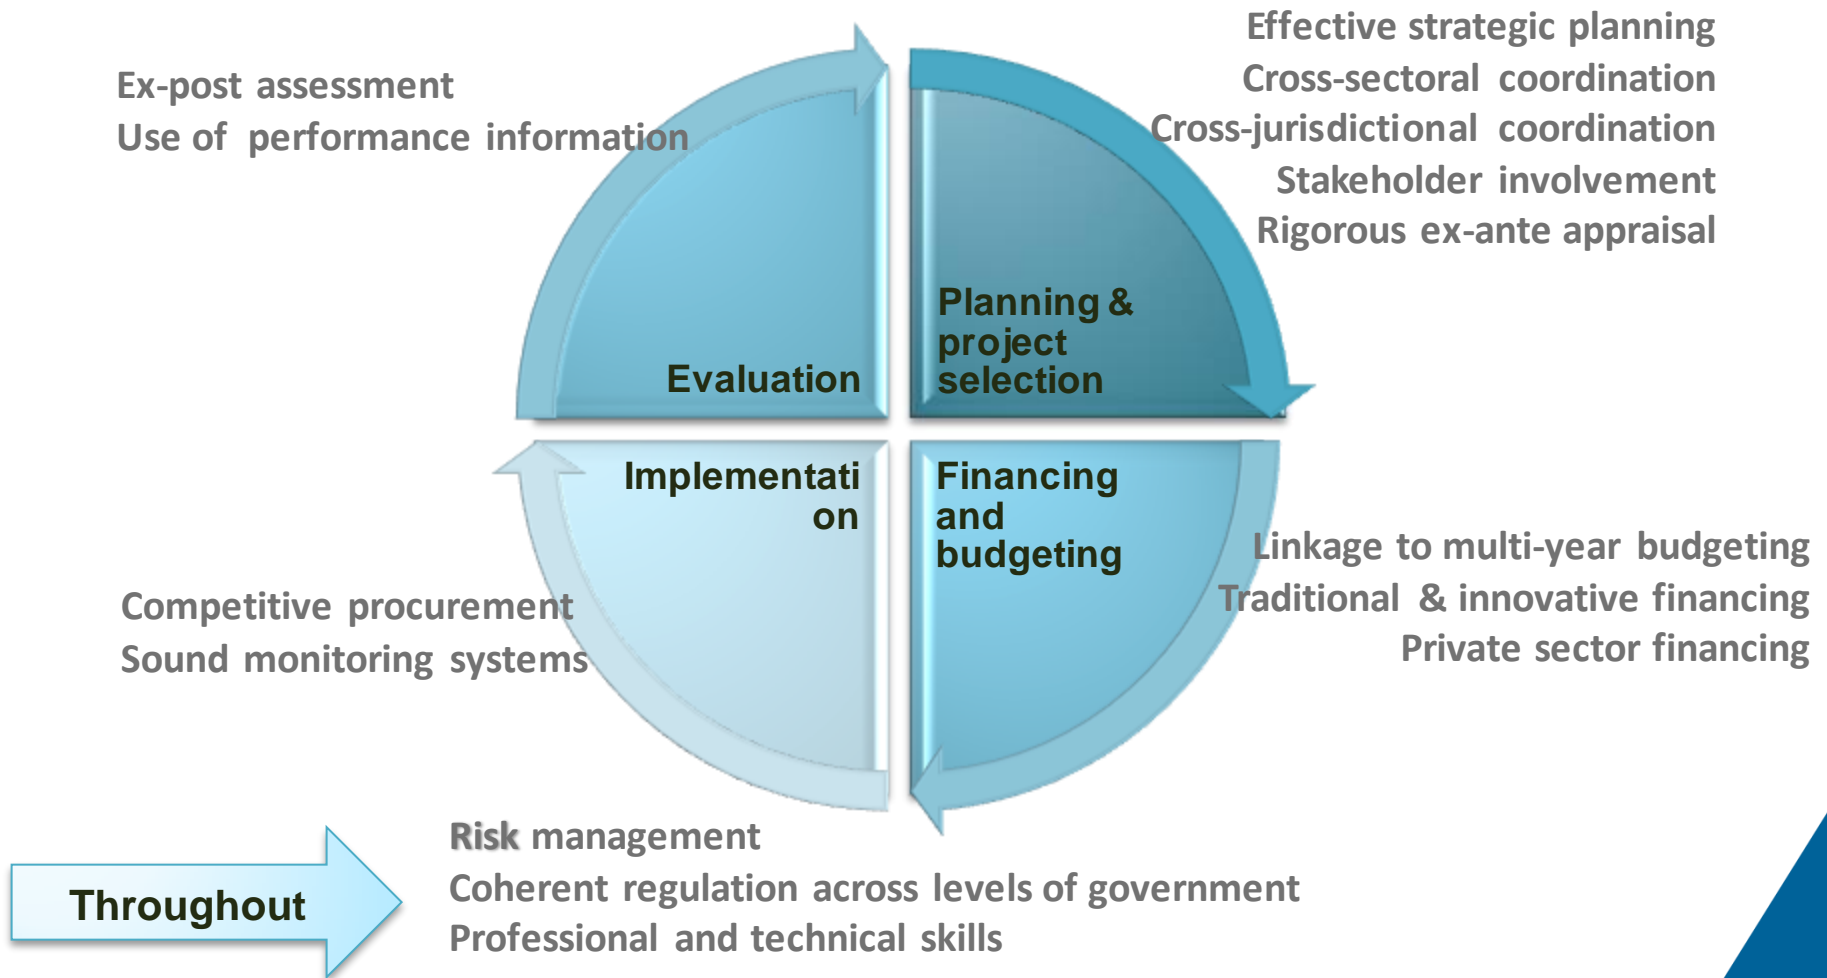 Effective strategic planning
Cross-sectoral coordination
Cross-jurisdictional coordination
Stakeholder involvement
Rigorous ex-ante appraisal
Ex-post assessment
Use of performance information
Evaluation
Planning &
project
selection
Implementati
on
Financing
and
budgeting
Linkage to multi-year budgeting
Traditional & innovative financing
Private sector financing
Competitive procurement
Sound monitoring systems
Throughout
Risk management
Coherent regulation across levels of government
Professional and technical skills